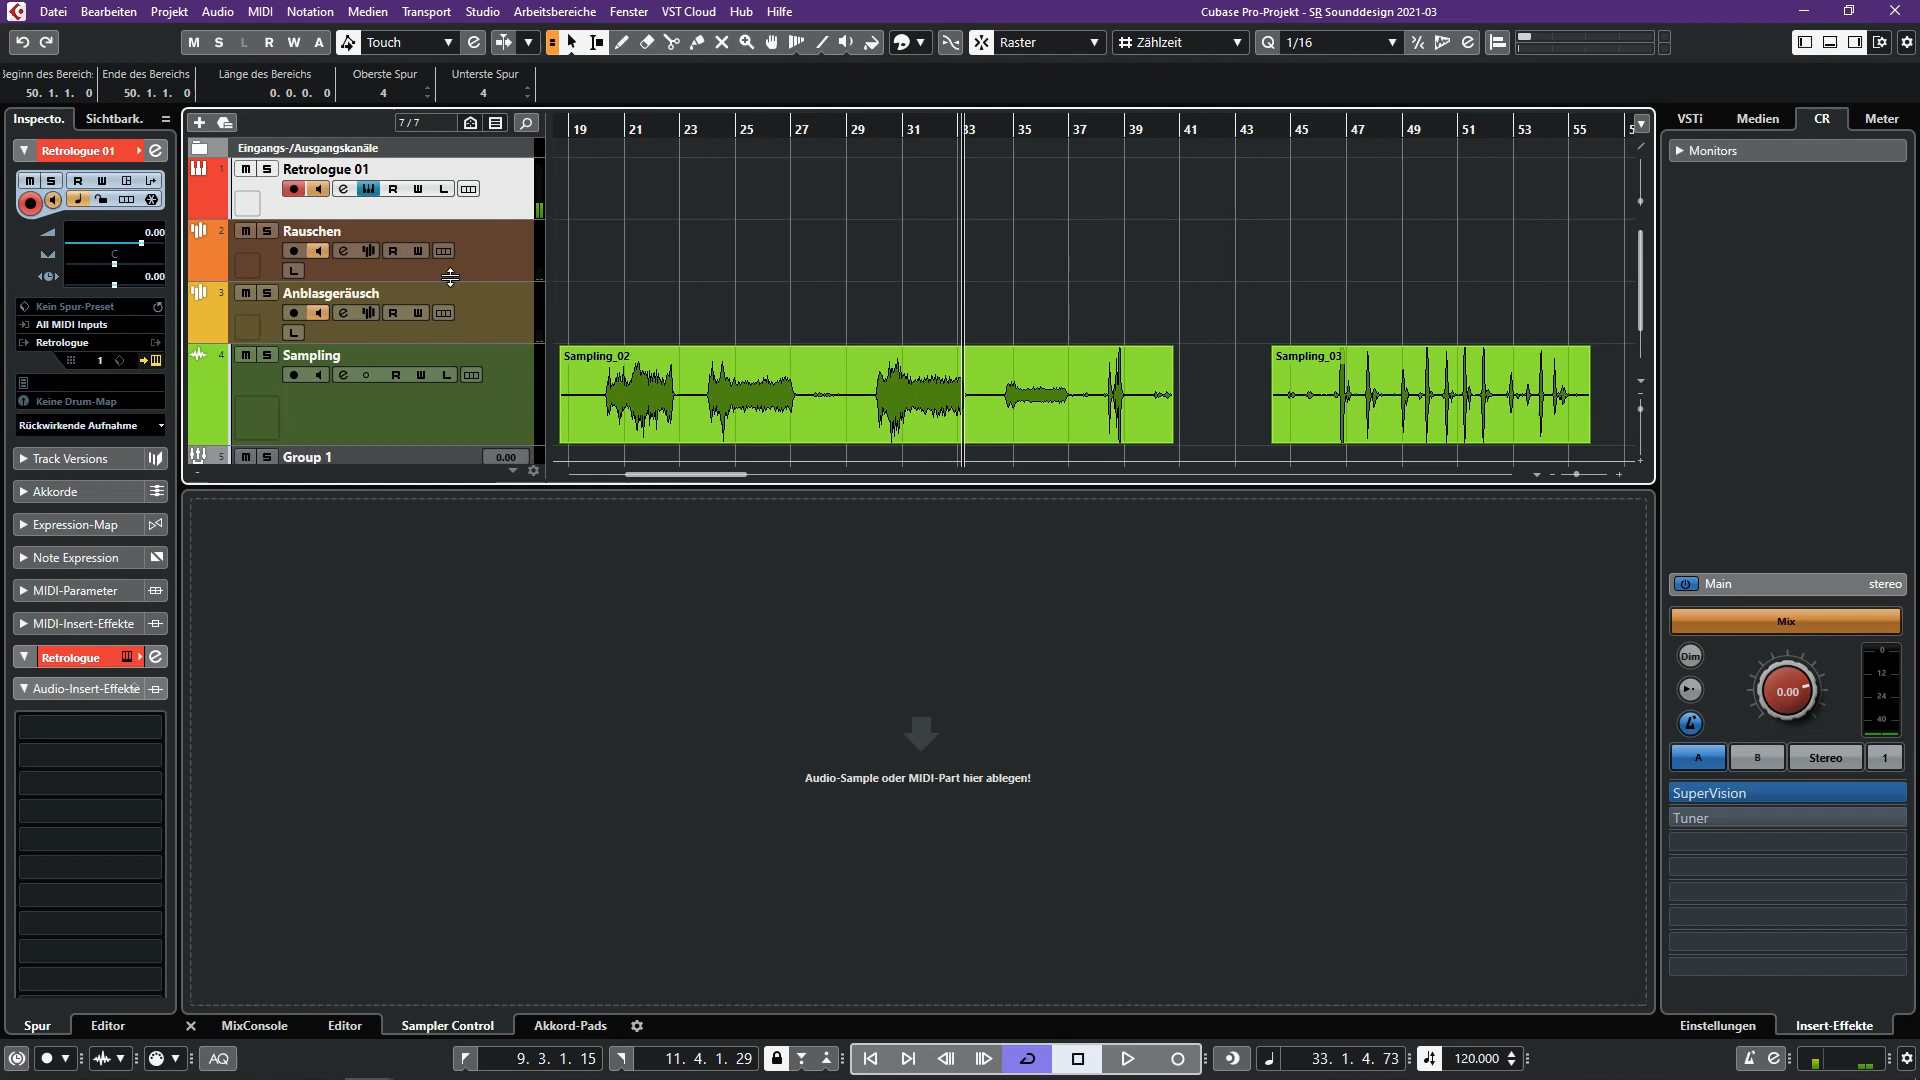 Datei Bearbeiten Projekt Audio MIDI Notation Medien Transport Studio Arbeitsbereiche Fenster VST Cloud Hub Hilfe
Cubase Pro-Projekt - SR Sounddesign 2021-03
M S L R W A Touch Raster Zählzeit 1/16
Ende des Bereichs Länge des Bereichs Oberste Spur Unterste Spur
50. 1. 1. 0 50. 1. 1. 0 0. 0. 0. 0 4 4
Inspecto. Sichtbark. 7 / 7
19 21 23 25 27 29 31 33 35 37 39 41 43 45 47 49 51 53 55
VSTi Medien CR Meter
Eingangs-/Ausgangskanäle
Monitors
Retrologue 01
1 M S Retrologue 01
M S R W
R W L
0.00
C
0.00
2 M S Rauschen
R W
L
3 M S Anblasgeräusch
R W
L
Kein Spur-Preset
All MIDI Inputs
Retrologue
1
Keine Drum-Map
Rückwirkende Aufnahme
4 M S Sampling
R W L
Sampling_02 Sampling_03
5 M S Group 1 0.00
Track Versions
Akkorde
Expression-Map
Note Expression
MIDI-Parameter
MIDI-Insert-Effekte
Retrologue
Audio-Insert-Effekte
Audio-Sample oder MIDI-Part hier ablegen!
Main stereo
Mix
Dim
0.00
0
12
24
40
A B Stereo 1
SuperVision
Tuner
Spur Editor MixConsole Editor Sampler Control Akkord-Pads Einstellungen Insert-Effekte
AQ 9. 3. 1. 15 11. 4. 1. 29 33. 1. 4. 73 120.000